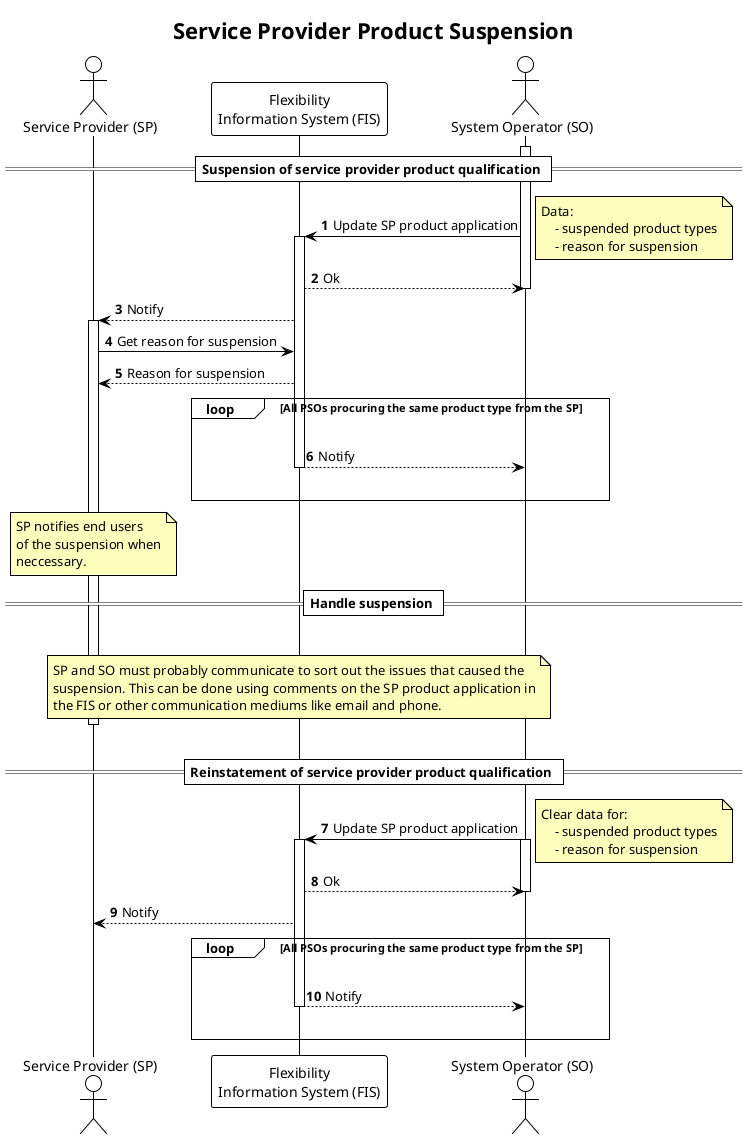 Service Provider Product Suspension
Service Provider (SP)
Flexibility
Information System (FIS)
System Operator (SO)
Suspension of service provider product qualification
Data:
- suspended product types
- reason for suspension
1 Update SP product application
2 Ok
3 Notify
4 Get reason for suspension
5 Reason for suspension
loop [All PSOs procuring the same product type from the SP]
6 Notify
SP notifies end users
of the suspension when
neccessary.
Handle suspension
SP and SO must probably communicate to sort out the issues that caused the
suspension. This can be done using comments on the SP product application in
the FIS or other communication mediums like email and phone.
Reinstatement of service provider product qualification
Clear data for:
- suspended product types
- reason for suspension
7 Update SP product application
8 Ok
9 Notify
loop [All PSOs procuring the same product type from the SP]
10 Notify
Service Provider (SP)
Flexibility
Information System (FIS)
System Operator (SO)